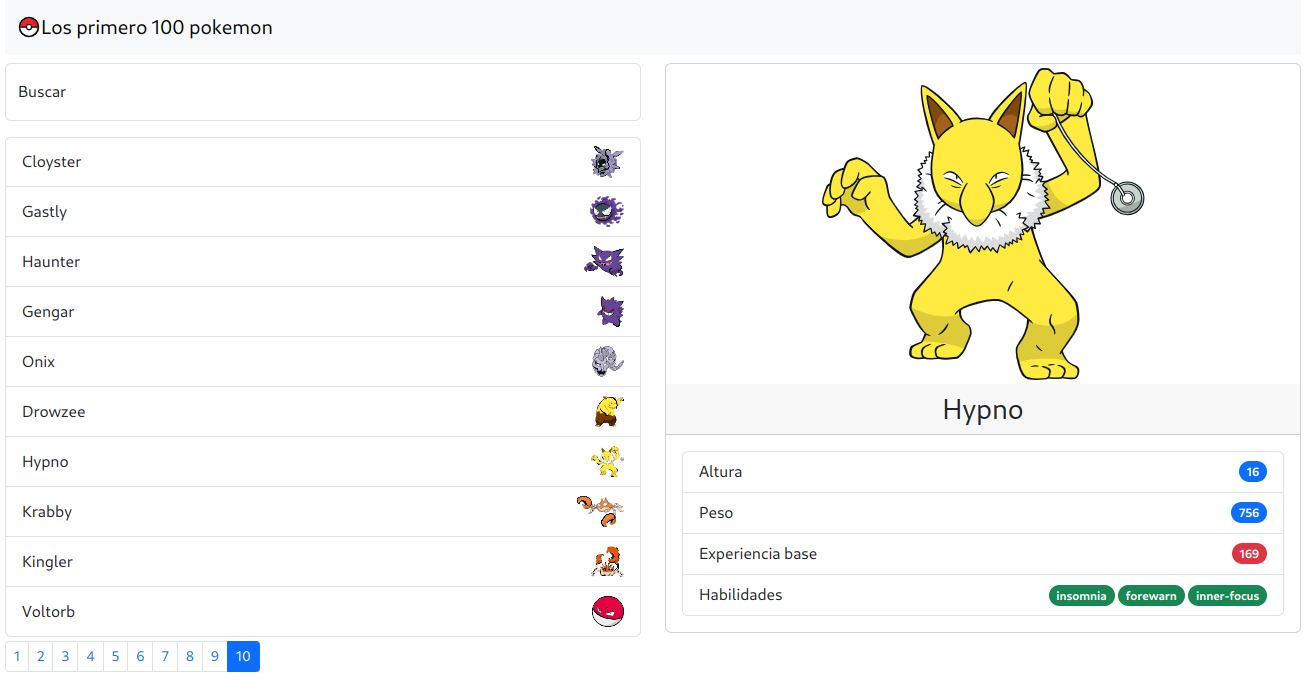 Los primero 100 pokemon
Buscar
Cloyster
Gastly
Haunter
Gengar
Onix
Drowzee
Hypno
Krabby
Kingler
Voltorb
1 2 3 4 5 6 7 8 9 10
Hypno
Altura 16
Peso 756
Experiencia base 169
Habilidades insomnia forewarn inner-focus